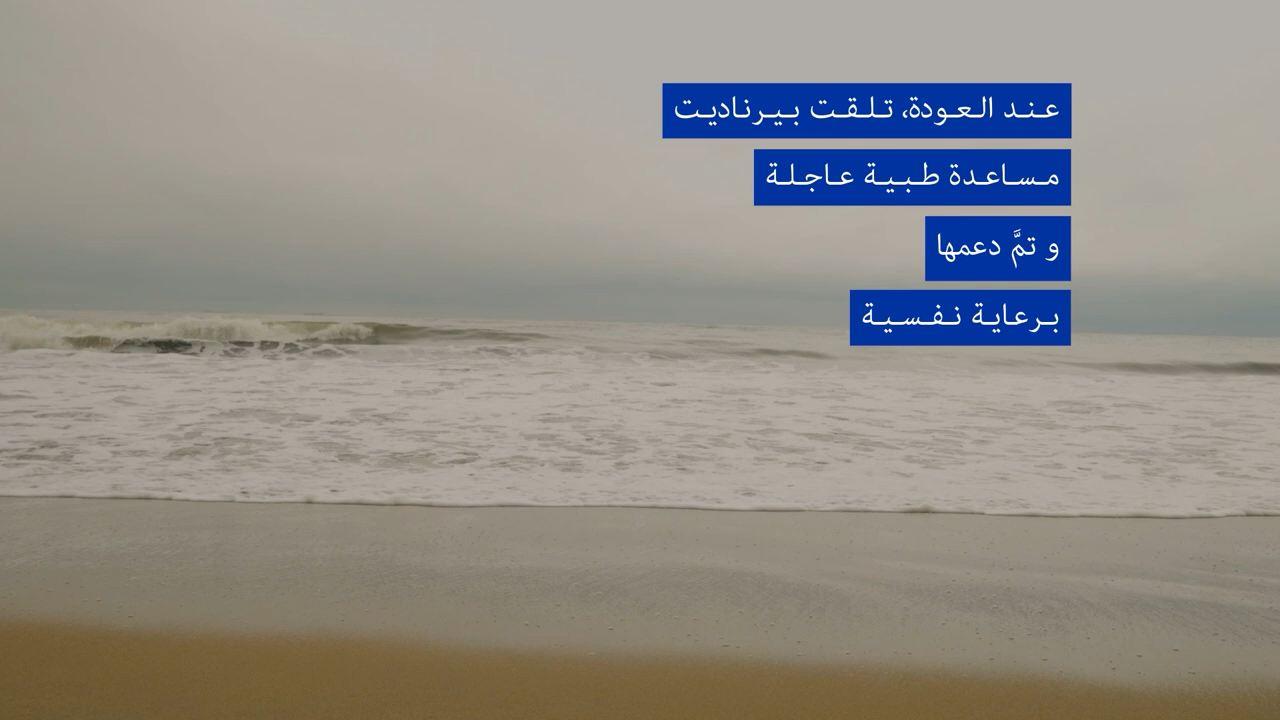 عند العودة، تلقت بيرناديت
مساعدة طبية عاجلة
و تمَّ دعمها
برعاية نفسية